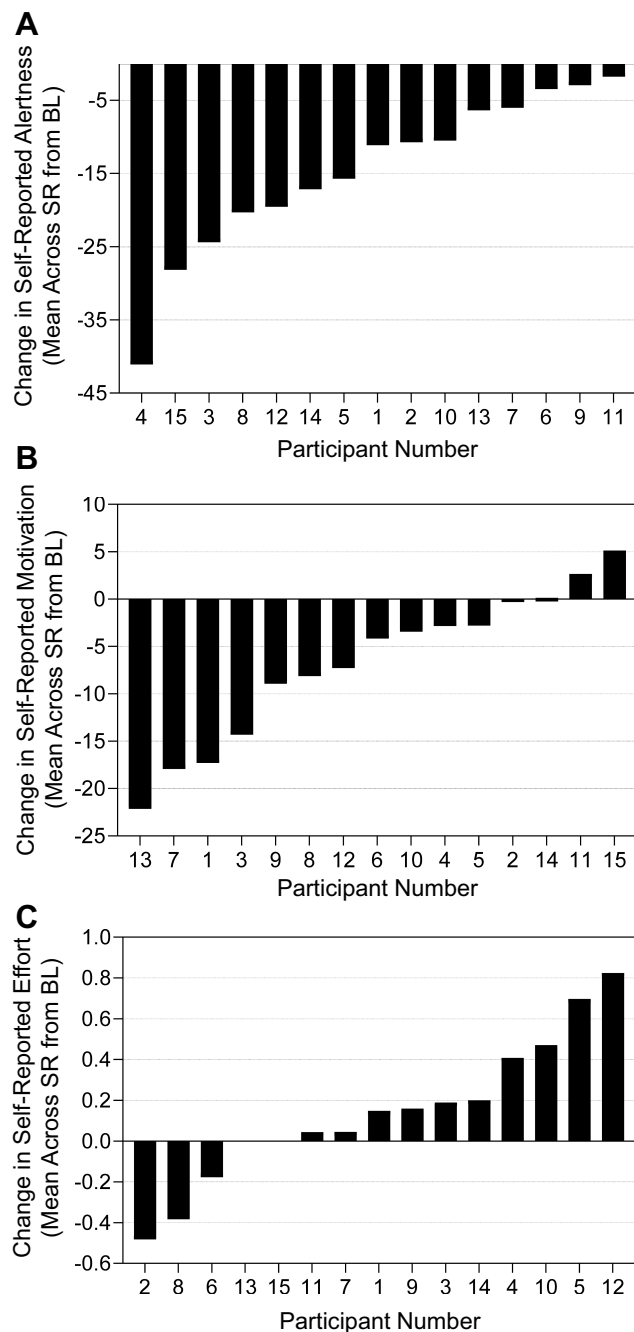 A
Change in Self-Reported Alertness
(Mean Across SR from BL)
-5
-15
-25
-35
-45
4 15 3 8 12 14 5 1 2 10 13 7 6 9 11
Participant Number
B
Change in Self-Reported Motivation
(Mean Across SR from BL)
10
5
0
-5
-10
-15
-20
-25
13 7 1 3 9 8 12 6 10 4 5 2 14 11 15
Participant Number
C
Change in Self-Reported Effort
(Mean Across SR from BL)
1.0
0.8
0.6
0.4
0.2
0.0
-0.2
-0.4
-0.6
2 8 6 13 15 11 7 1 9 3 14 4 10 5 12
Participant Number